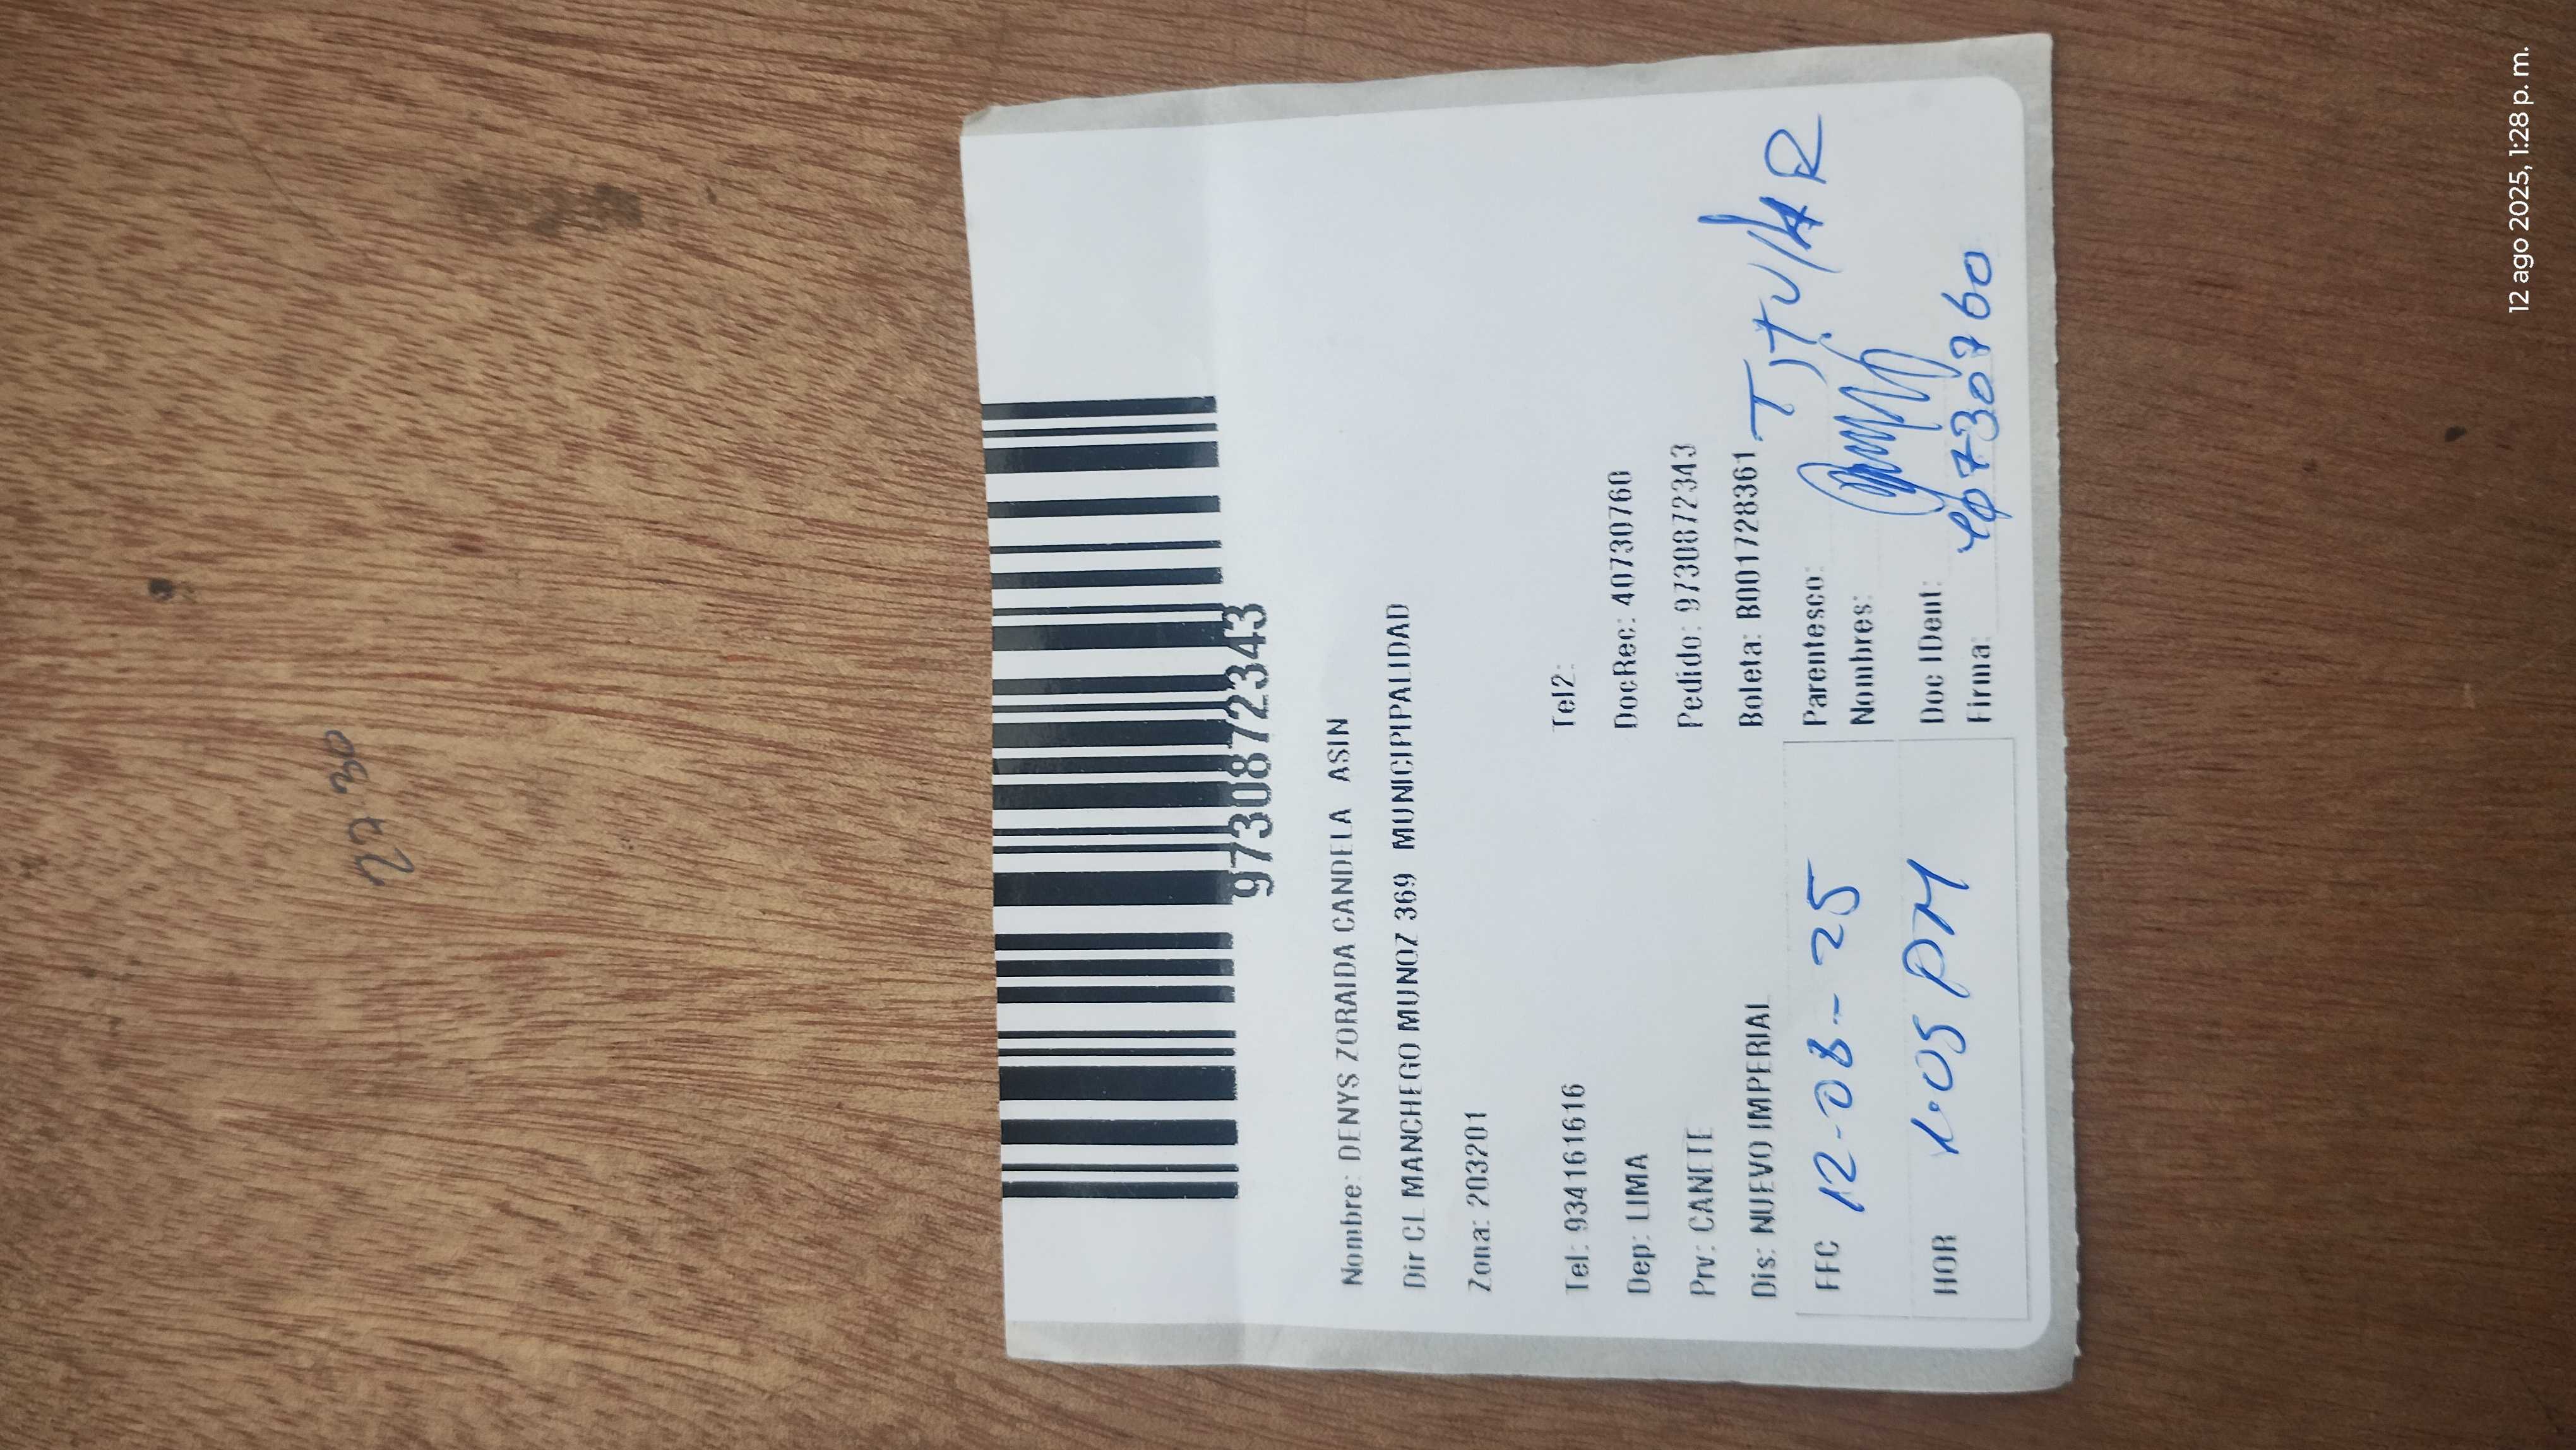 9730872343
Nombre: DENYS ZORAIDA CANDELA ASIN
Dir CL MANCHEGO MUNOZ 369 MUNICIPIPALIDAD
Zona: 203201
Tel: 934161616 Tel2:
Dep: LIMA DocRec: 40730760
Prv: CANETE Pedido: 9730872343
Dis: NUEVO IMPERIAL Boleta: B001728361
FEC 12-08-25 Parentesco: TITULAR
Nombres:
HOR 1:05 PM Doc IDent: 40730760
Firma:
12 ago 2025, 1:28 p. m.